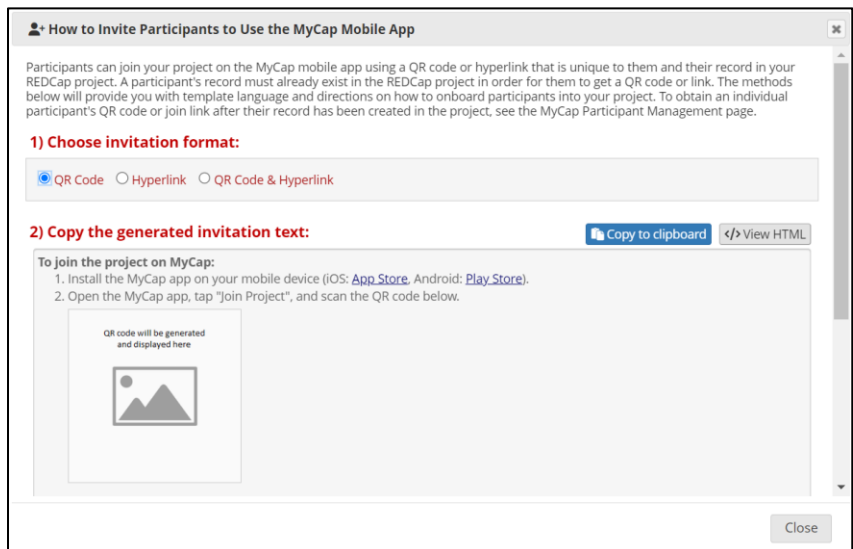 How to Invite Participants to Use the MyCap Mobile App
Participants can join your project on the MyCap mobile app using a QR code or hyperlink that is unique to them and their record in your
REDCap project. A participant's record must already exist in the REDCap project in order for them to get a QR code or link. The methods
below will provide you with template language and directions on how to onboard participants into your project. To obtain an individual
participant's QR code or join link after their record has been created in the project, see the MyCap Participant Management page.
1) Choose invitation format:
QR Code Hyperlink QR Code & Hyperlink
2) Copy the generated invitation text:
Copy to clipboard
</> View HTML
To join the project on MyCap:
1. Install the MyCap app on your mobile device (iOS: App Store, Android: Play Store).
2. Open the MyCap app, tap "Join Project", and scan the QR code below.
QR code will be generated
and displayed here
Close